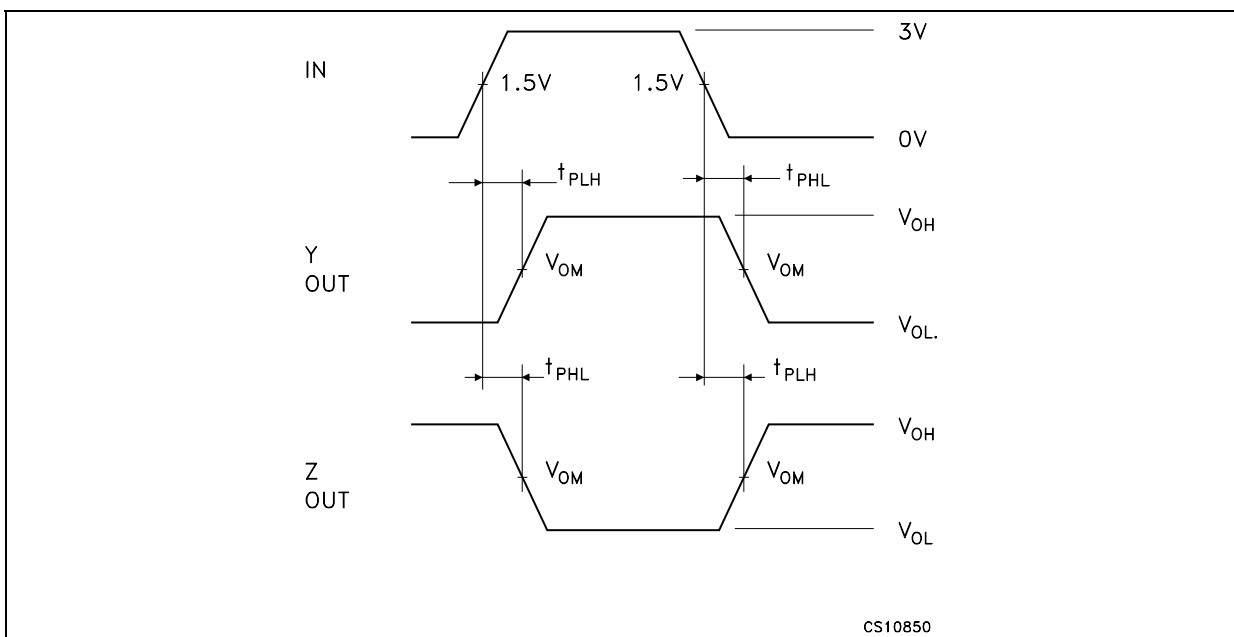 3V
IN
1.5V 1.5V
0V
tPLH tPHL
VOH
Y
OUT
VOM VOM
VOL.
tPHL tPLH
VOH
Z
OUT
VOM VOM
VOL
CS10850